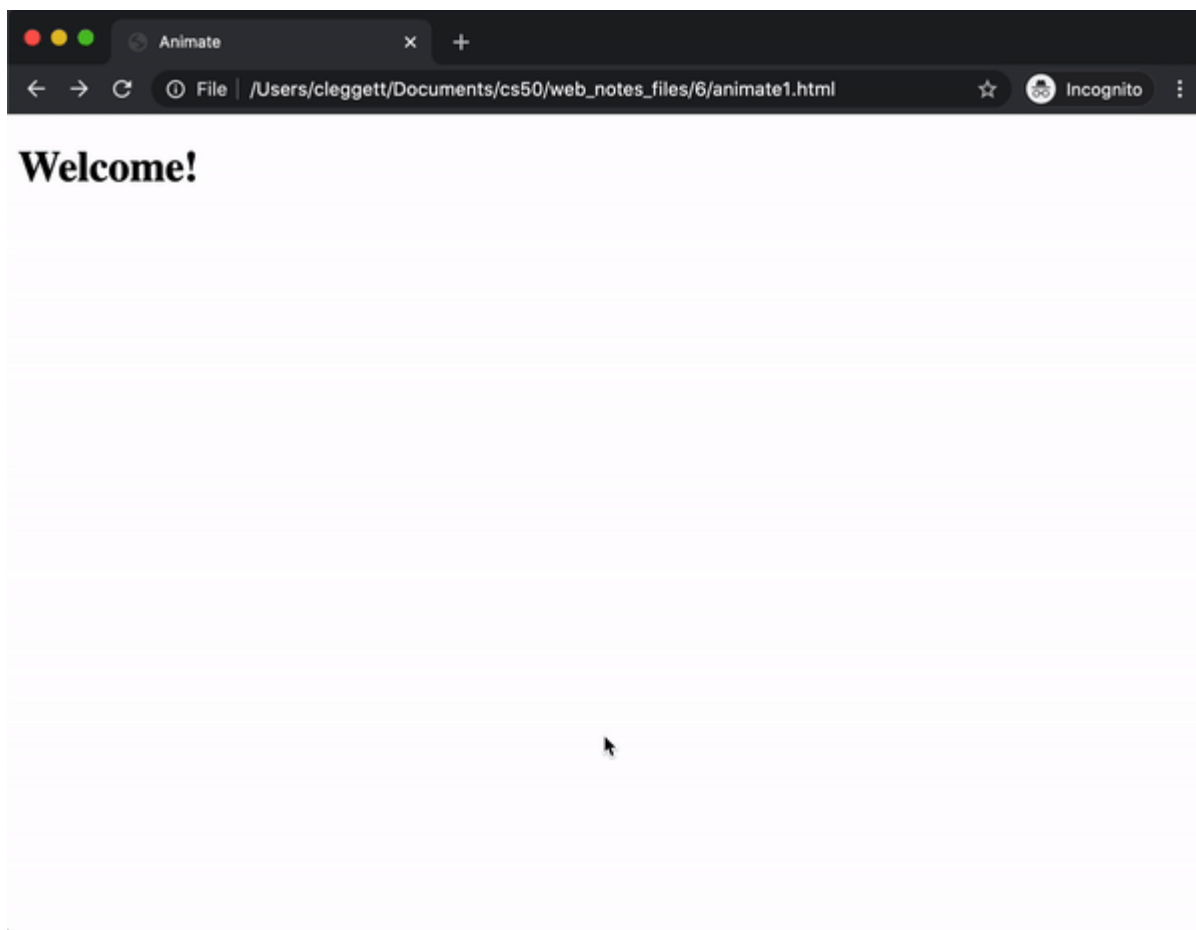 Animate
File /Users/cleggett/Documents/cs50/web_notes_files/6/animate1.html Incognito
Welcome!